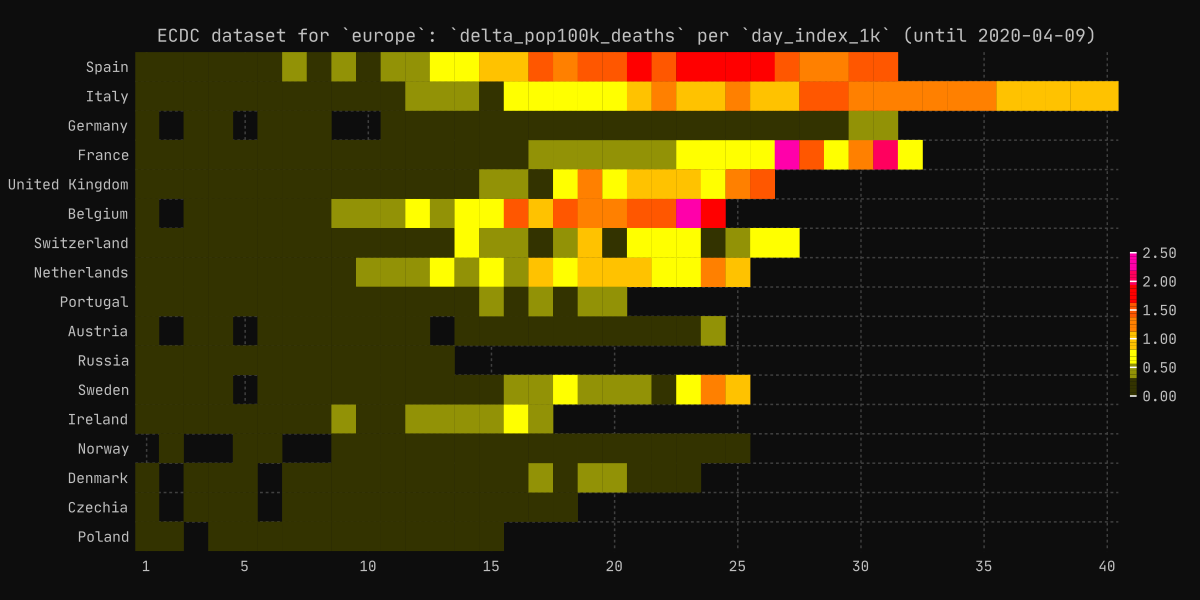 ECDC dataset for `europe`: `delta_pop100k_deaths` per `day_index_1k` (until 2020-04-09)
Spain
Italy
Germany
France
United Kingdom
Belgium
Switzerland
Netherlands
Portugal
Austria
Russia
Sweden
Ireland
Norway
Denmark
Czechia
Poland
1 5 10 15 20 25 30 35 40
2.50
2.00
1.50
1.00
0.50
0.00